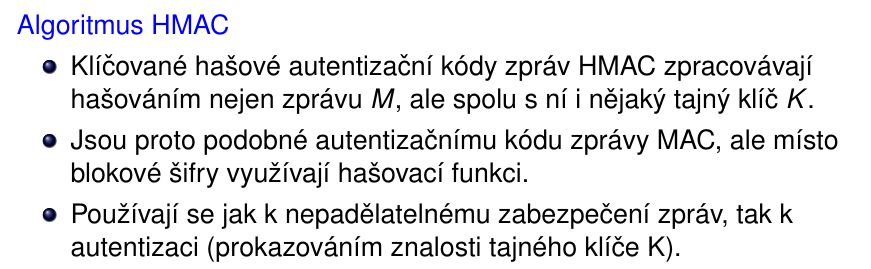 Algoritmus HMAC
Klíčované hašové autentizační kódy zpráv HMAC zpracovávají
hašováním nejen zprávu M, ale spolu s ní i nějaký tajný klíč K.
Jsou proto podobné autentizačnímu kódu zprávy MAC, ale místo
blokové šifry využívají hašovací funkci.
Používají se jak k nepadělatelnému zabezpečení zpráv, tak k
autentizaci (prokazováním znalosti tajného klíče K).